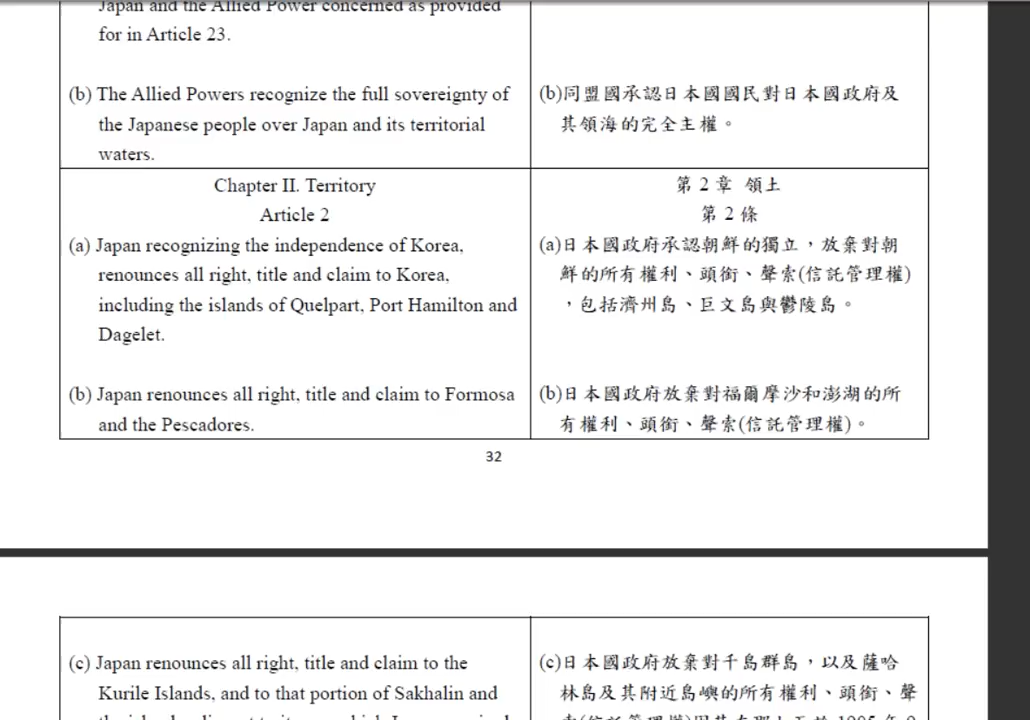 Japan and the Allied Power concerned as provided
for in Article 23.
(b) The Allied Powers recognize the full sovereignty of
the Japanese people over Japan and its territorial
waters.
(b)同盟國承認日本國國民對日本國政府及
其領海的完全主權。
Chapter II. Territory
Article 2
(a) Japan recognizing the independence of Korea,
renounces all right, title and claim to Korea,
including the islands of Quelpart, Port Hamilton and
Dagelet.
第 2 章 領土
第 2 條
(a)日本國政府承認朝鮮的獨立，放棄對朝
鮮的所有權利、頭銜、聲索(信託管理權)
，包括濟州島、巨文島與鬱陵島。
(b) Japan renounces all right, title and claim to Formosa
and the Pescadores.
(b)日本國政府放棄對福爾摩沙和澎湖的所
有權利、頭銜、聲索(信託管理權)。
32
(c) Japan renounces all right, title and claim to the
Kurile Islands, and to that portion of Sakhalin and
(c)日本國政府放棄對千島群島，以及薩哈
林島及其附近島嶼的所有權利、頭銜、聲